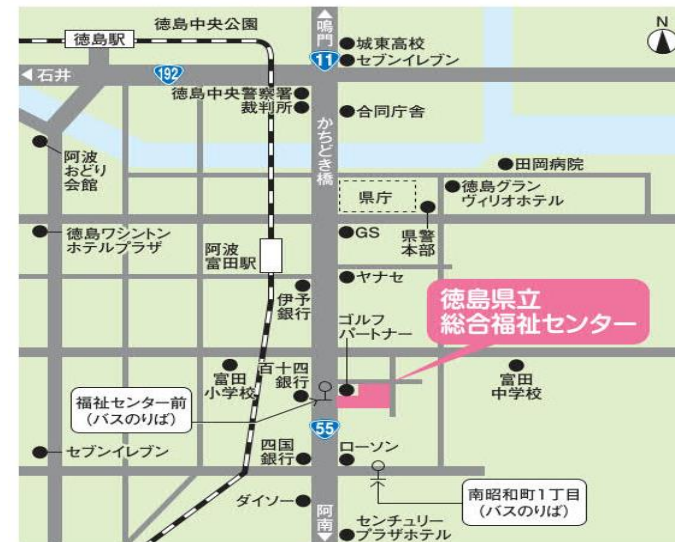 徳島中央公園
徳島駅
鳴門
11
N
城東高校
セブンイレブン
石井
192
徳島中央警察署
裁判所
合同庁舎
かちどき橋
阿波
おどり
会館
田岡病院
県庁
徳島グラン
ヴィリオホテル
徳島ワシントン
ホテルプラザ
阿波
富田駅
GS
県警
本部
ヤナセ
伊予
銀行
ゴルフ
パートナー
徳島県立
総合福祉センター
富田
小学校
百十四
銀行
富田
中学校
福祉センター前
(バスのりば)
55
セブンイレブン
四国
銀行
ローソン
ダイソー
阿南
南昭和町1丁目
(バスのりば)
センチュリー
プラザホテル